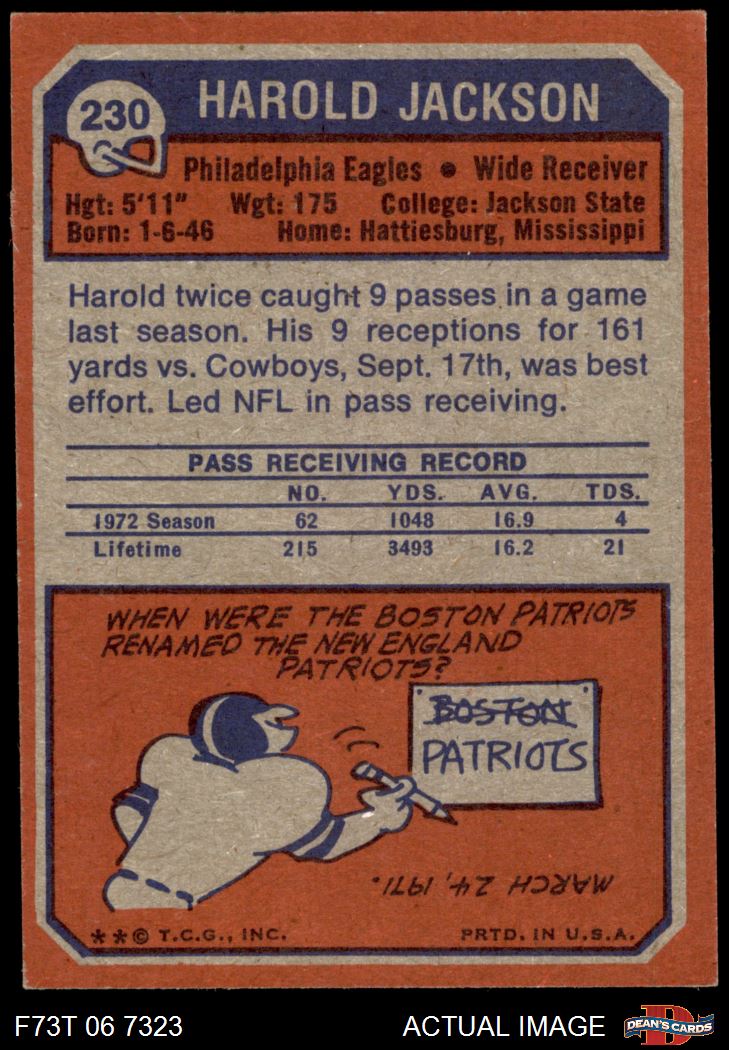 230
HAROLD JACKSON
Philadelphia Eagles • Wide Receiver
Hgt: 5'11" Wgt: 175 College: Jackson State
Born: 1-6-46 Home: Hattiesburg, Mississippi
Harold twice caught 9 passes in a game
last season. His 9 receptions for 161
yards vs. Cowboys, Sept. 17th, was best
effort. Led NFL in pass receiving.
PASS RECEIVING RECORD
NO. YDS. AVG. TDS.
1972 Season 62 1048 16.9 4
Lifetime 215 3493 16.2 21
WHEN WERE THE BOSTON PATRIOTS
RENAMED THE NEW ENGLAND
PATRIOTS?
BOSTON
PATRIOTS
MARCH 24, 1971.
**© T.C.G., INC. PRTD. IN U.S.A.
F73T 06 7323 ACTUAL IMAGE D DEAN'S CARDS